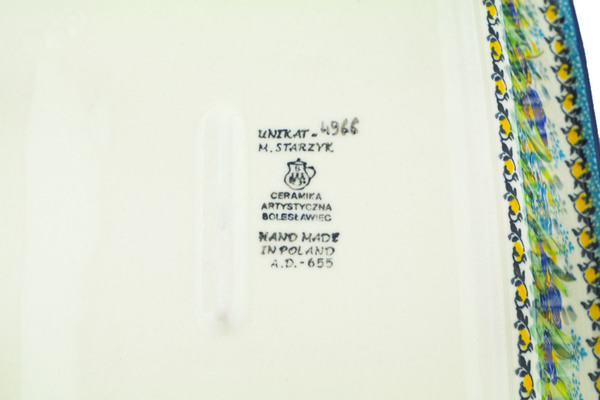 UNIKAT-4966
M. STARZYK
CERAMIKA
ARTYSTYCZNA
BOLESŁAWIEC
HAND MADE
IN POLAND
A.D.-655